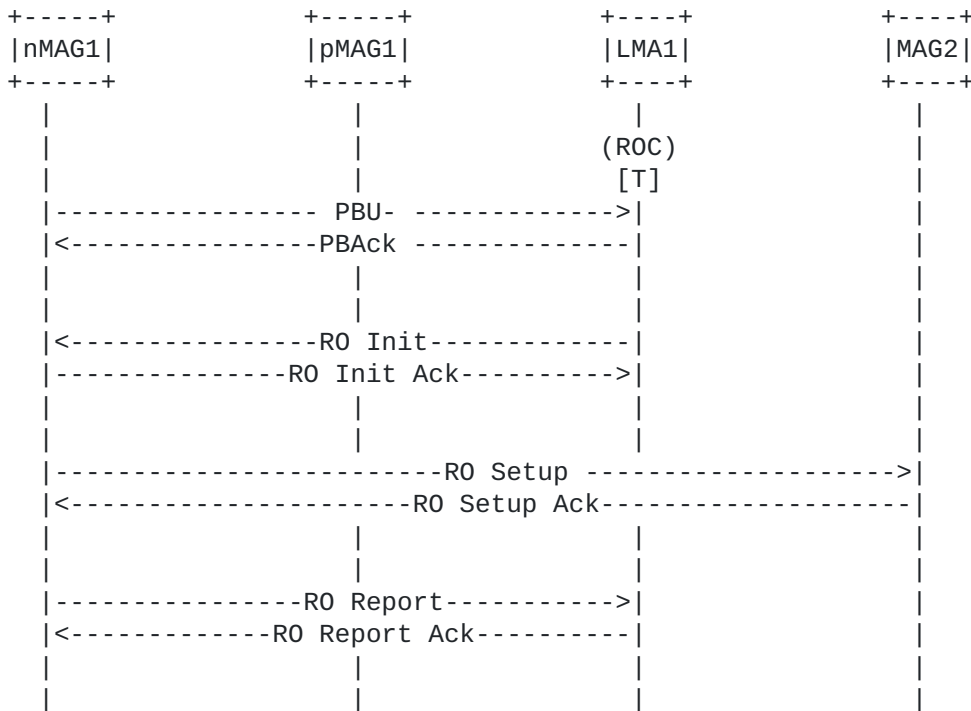 nMAG1 pMAG1 LMA1 MAG2
(ROC)
[T]
PBU-
PBAck
RO Init
RO Init Ack
RO Setup
RO Setup Ack
RO Report
RO Report Ack